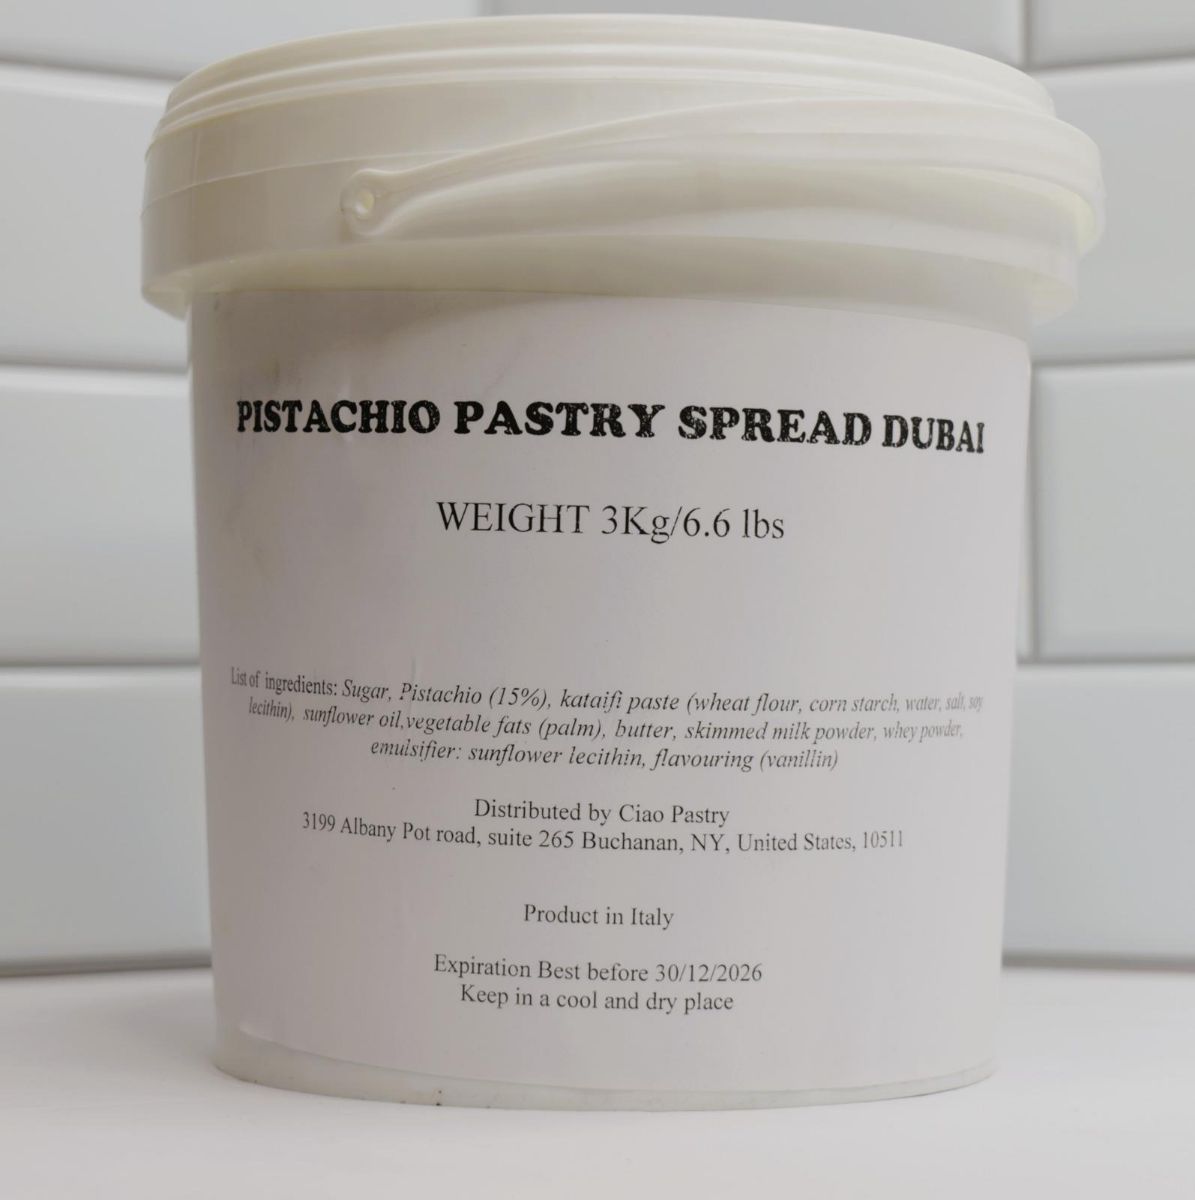 PISTACHIO PASTRY SPREAD DUBAI
WEIGHT 3Kg/6.6 lbs
List of ingredients: Sugar, Pistachio (15%), kataifi paste (wheat flour, corn starch, water, salt, soy
lecithin), sunflower oil,vegetable fats (palm), butter, skimmed milk powder, whey powder,
emulsifier: sunflower lecithin, flavouring (vanillin)
Distributed by Ciao Pastry
3199 Albany Pot road, suite 265 Buchanan, NY, United States, 10511
Product in Italy
Expiration Best before 30/12/2026
Keep in a cool and dry place